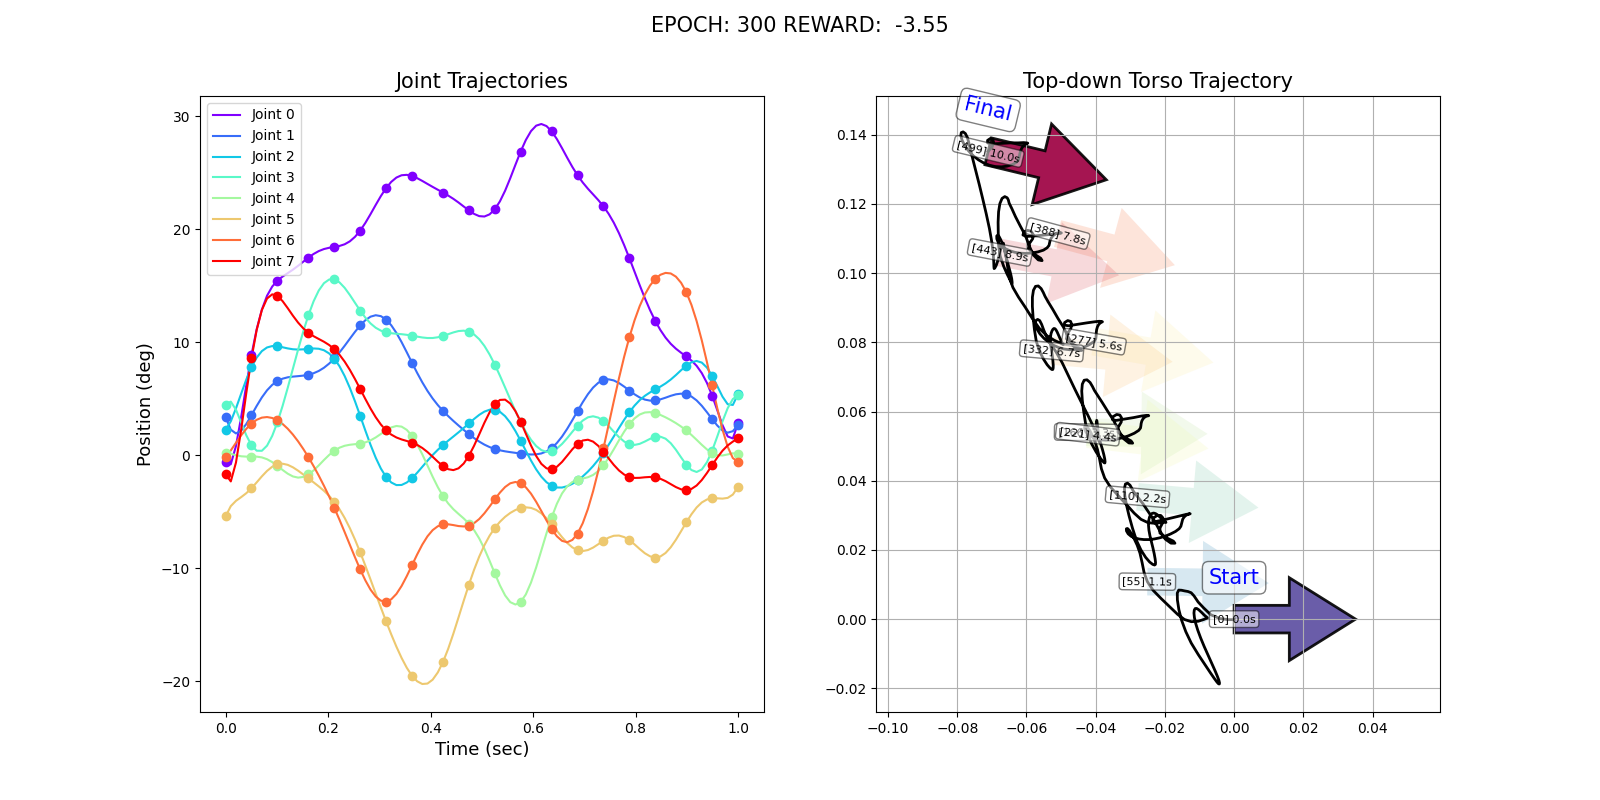 EPOCH: 300 REWARD:  -3.55
Joint Trajectories
30
20
10
0
−10
−20
Position (deg)
0.0
0.2
0.4
0.6
0.8
1.0
Time (sec)
Joint 0
Joint 1
Joint 2
Joint 3
Joint 4
Joint 5
Joint 6
Joint 7
Top-down Torso Trajectory
0.14
0.12
0.10
0.08
0.06
0.04
0.02
0.00
−0.02
−0.10
−0.08
−0.06
−0.04
−0.02
0.00
0.02
0.04
Final
[499] 10.0s
[388] 7.8s
[443] 8.9s
[277] 5.6s
[332] 6.7s
[221] 4.4s
[110] 2.2s
[55] 1.1s
Start
[0] 0.0s